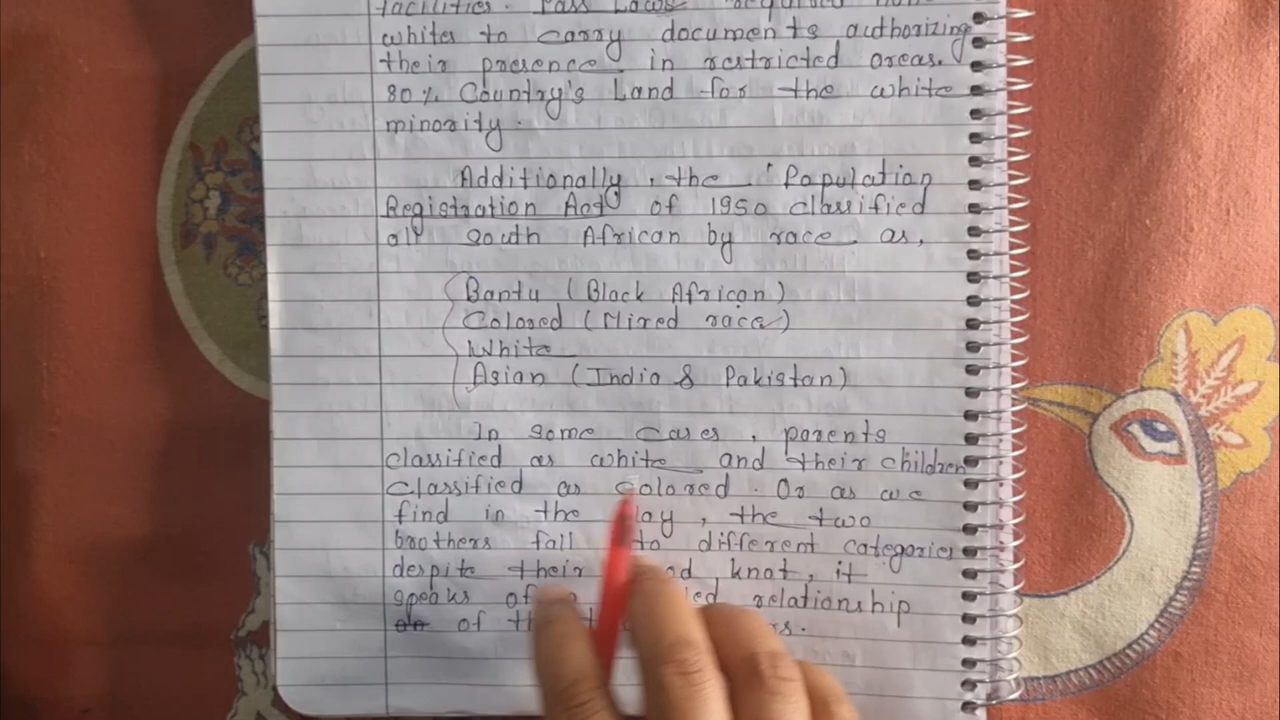 facilities. Pass Laws required non
whites to carry documents authorizing
their presence in restricted areas.
80% Country's Land for the white
minority.
Additionally, the 'Population
Registration Act' of 1950 classified
all South African by race as,
Bantu (Black African)
Colored (Mixed race)
White
Asian (India & Pakistan)
In some cases, parents
classified as white and their children
classified as colored. Or as we
find in the play, the two
brothers fall to different categories
despite their knot, it
speaks of relationship
of